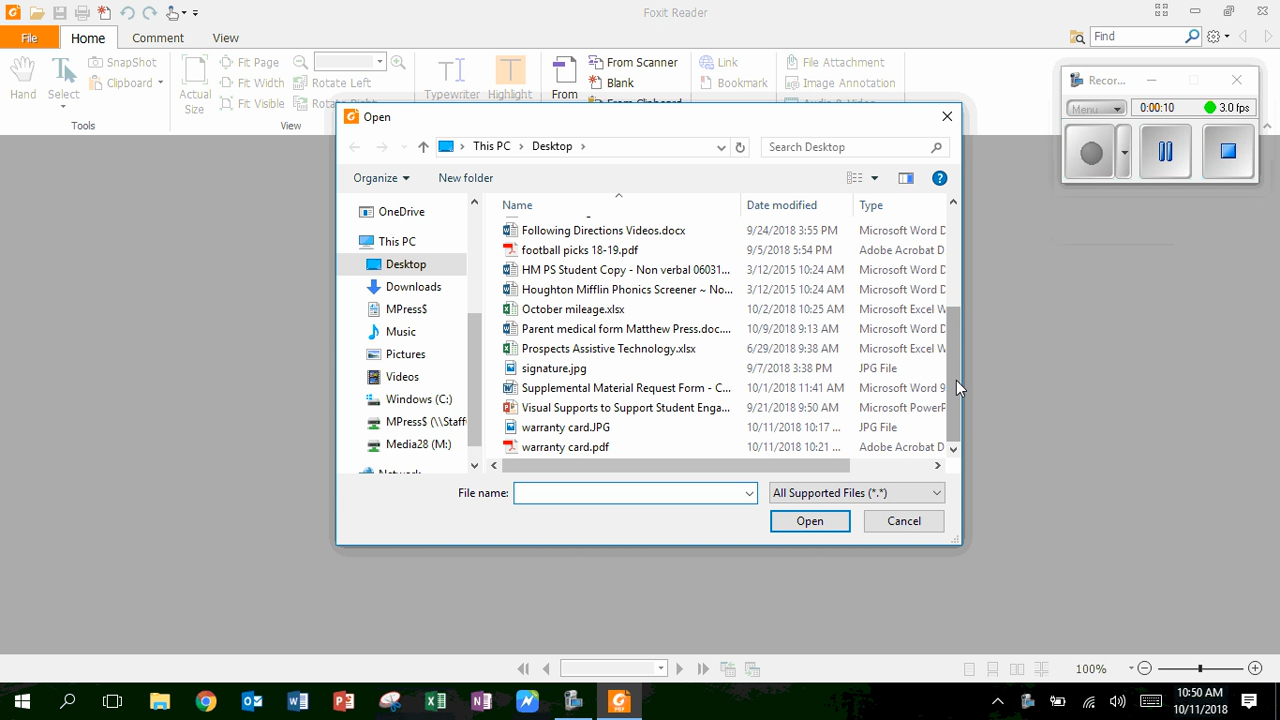 Foxit Reader
File
Home
Comment
View
Find
Hand
Select
SnapShot
Clipboard
Tools
Actual
Size
Fit Page
Fit Width
Fit Visible
Rotate Left
View
Typewriter
Highlight
From
From Scanner
Blank
Link
Bookmark
File Attachment
Image Annotation
Recor...
Menu
0:00:10
3.0 fps
Open
This PC
Desktop
Search Desktop
Organize
New folder
OneDrive
This PC
Desktop
Downloads
MPress$
Music
Pictures
Videos
Windows (C:)
MPress$ (\\Staff
Media28 (M:)
Name Date modified Type
Following Directions Videos.docx 9/24/2018 3:55 PM Microsoft Word D
football picks 18-19.pdf 9/5/2018 5:54 PM Adobe Acrobat D
HM PS Student Copy - Non verbal 06031... 3/12/2015 10:24 AM Microsoft Word D
Houghton Mifflin Phonics Screener ~ No... 3/12/2015 10:24 AM Microsoft Word D
October mileage.xlsx 10/2/2018 10:25 AM Microsoft Excel W
Parent medical form Matthew Press.doc... 10/9/2018 9:13 AM Microsoft Word D
Prospects Assistive Technology.xlsx 6/29/2018 9:38 AM Microsoft Excel W
signature.jpg 9/7/2018 3:38 PM JPG File
Supplemental Material Request Form - C... 10/1/2018 11:41 AM Microsoft Word 9
Visual Supports to Support Student Enga... 9/21/2018 9:50 AM Microsoft PowerP
warranty card.JPG 10/11/2018 10:17 ... JPG File
warranty card.pdf 10/11/2018 10:21 ... Adobe Acrobat D
File name:
All Supported Files (*.*)
Open
Cancel
100%
10:50 AM
10/11/2018